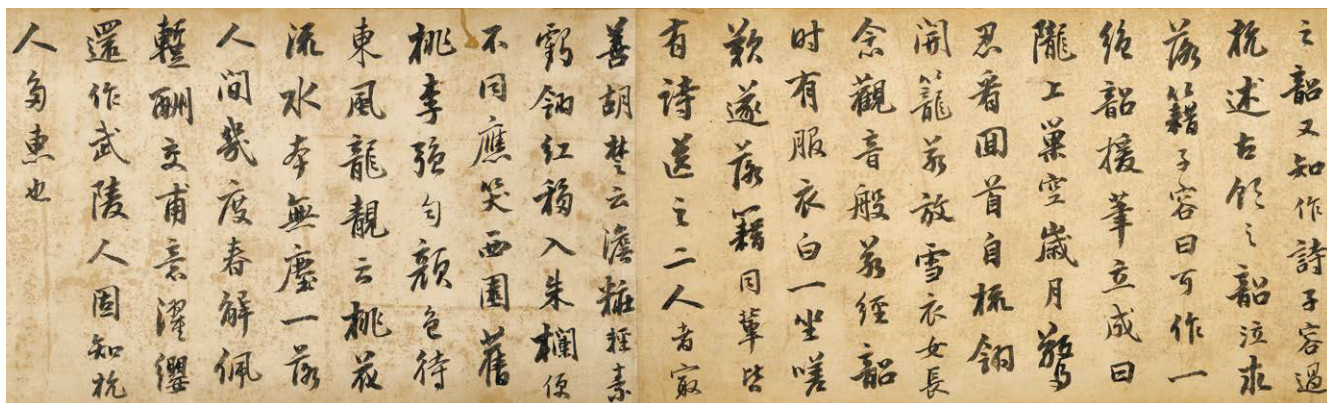 之韶又知作詩子容過
杭述古飲之韶泣求
落籍子容曰可作一
絕韶援筆立成曰
隴上巢空歲月驚
忍看囬首自梳翎
開籠若放雪衣女長
念觀音般若經韶
时有服衣白一坐嗟
歎遂落籍同輩皆
有詩送之二人者最
善胡楚云澹粧輕素
鶴翎紅移入朱欄便
不同應笑西園舊
桃李強勻顏色待
東風龍靚云桃花
流水本無塵一落
人間幾度春解佩
蹔酬交甫意濯纓
還作武陵人固知杭
人多惠也